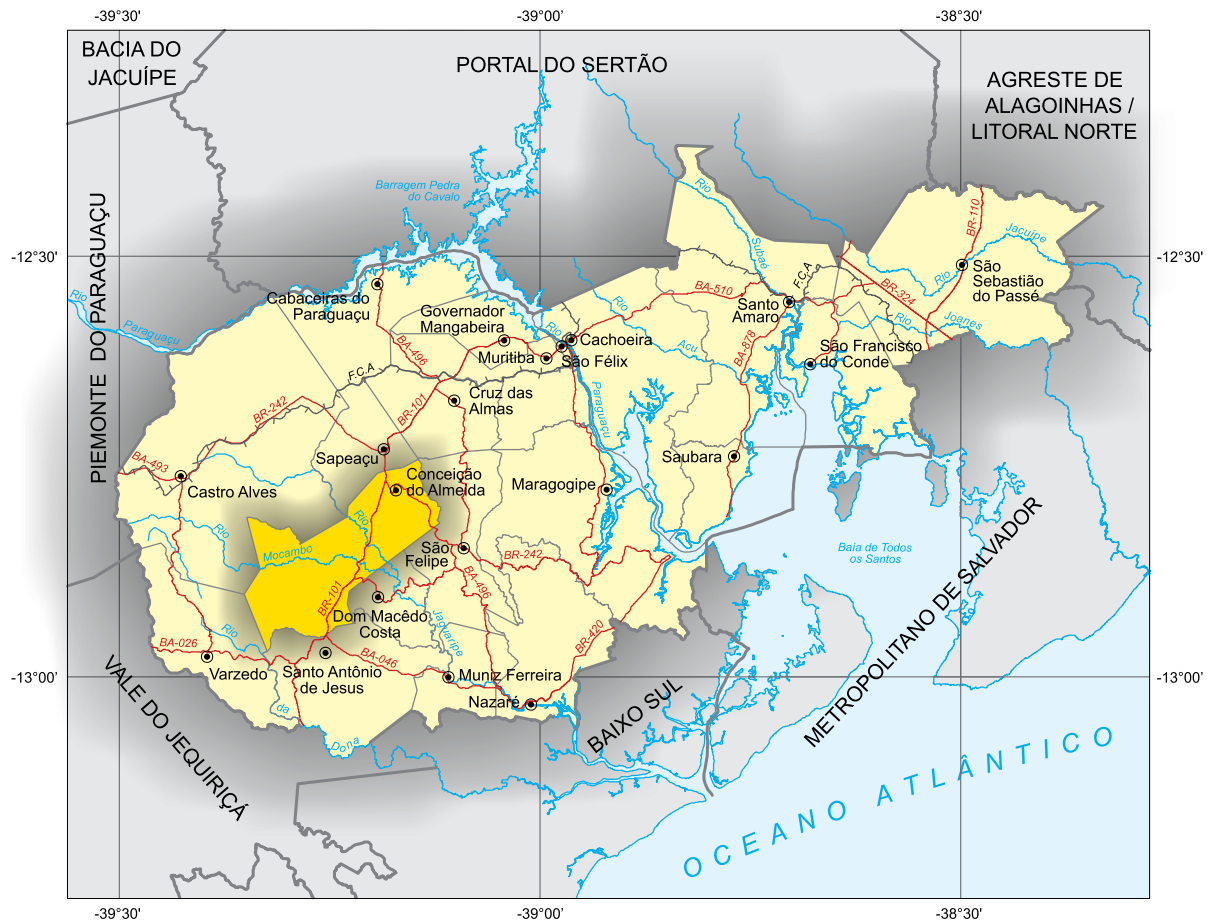 -39°30'
-39°00'
-38°30'
BACIA DO
JACUÍPE
PORTAL DO SERTÃO
AGRESTE DE
ALAGOINHAS /
LITORAL NORTE
Barragem Pedra
do Cavalo
Rio
Subaé
BR-110
Jacuípe
Rio
-12°30'
-12°30'
PIEMONTE DO PARAGUAÇU
Rio
Paraguaçu
Cabaceiras do
Paraguaçu
Governador
Mangabeira
Muritiba
Rio
São Félix
Cachoeira
BA-510
Santo
Amaro
F.C.A
BR-324
São
Sebastião
do Passé
Rio
Joanes
Rio
Acu
BA-878
São Francisco
do Conde
BA-496
F.C.A
BR-101
Cruz das
Almas
Paraguaçu
BR-242
BA-493
Castro Alves
Sapeaçu
Conceição
do Almeida
Maragogipe
Saubara
Rio
Mocambo
Rio
São
Felipe
BR-242
BA-496
Baía de Todos
os Santos
BR-101
Dom Macêdo
Costa
Jaguaripe
BR-420
BA-026
Rio
Varzedo
Santo Antônio
de Jesus
BA-046
Muniz Ferreira
Nazaré
da
Dona
-13°00'
-13°00'
VALE DO JEQUIRIÇÁ
BAIXO SUL
METROPOLITANO DE SALVADOR
OCEANO ATLÂNTICO
-39°30'
-39°00'
-38°30'